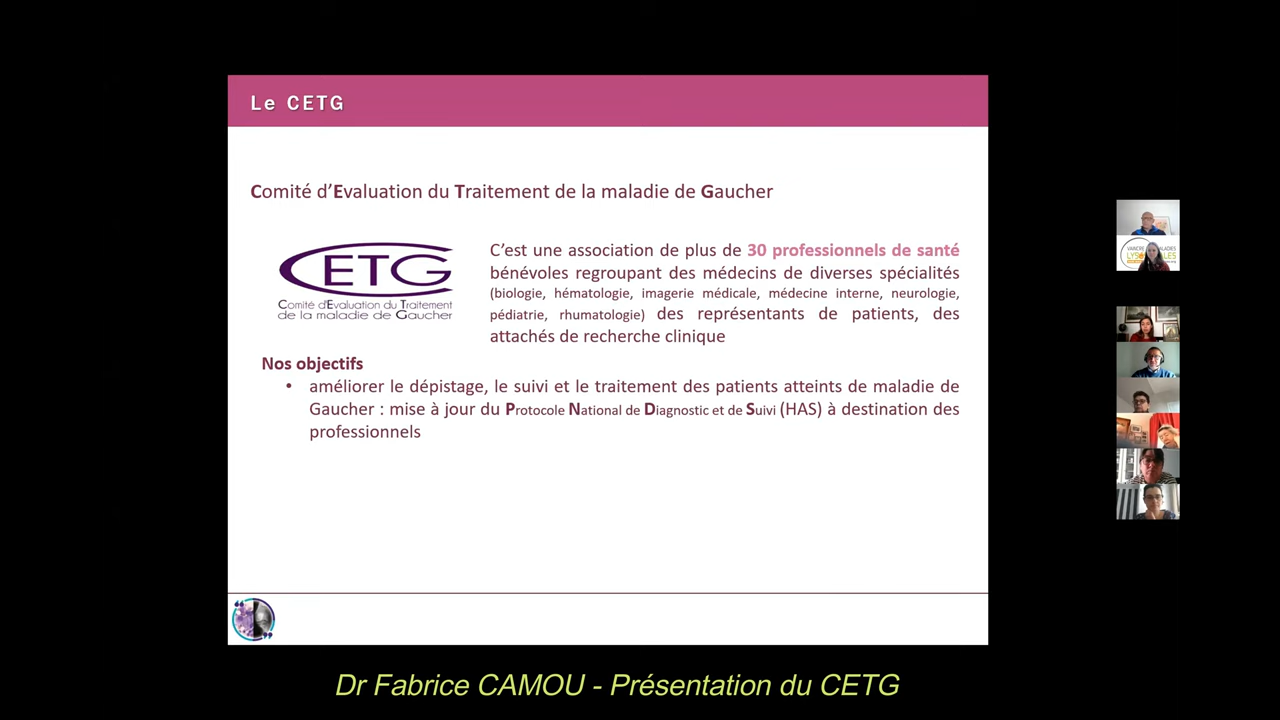 Le CETG
Comité d’Evaluation du Traitement de la maladie de Gaucher
CETG
Comité d'Evaluation du Traitement
de la maladie de Gaucher
C’est une association de plus de 30 professionnels de santé
bénévoles regroupant des médecins de diverses spécialités
(biologie, hématologie, imagerie médicale, médecine interne, neurologie,
pédiatrie, rhumatologie) des représentants de patients, des
attachés de recherche clinique
Nos objectifs
• améliorer le dépistage, le suivi et le traitement des patients atteints de maladie de
Gaucher : mise à jour du Protocole National de Diagnostic et de Suivi (HAS) à destination des
professionnels
VAINCRE
Dr Fabrice CAMOU - Présentation du CETG